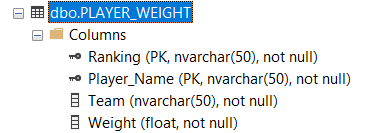 dbo.PLAYER_WEIGHT
Columns
Ranking (PK, nvarchar(50), not null)
Player_Name (PK, nvarchar(50), not null)
Team (nvarchar(50), not null)
Weight (float, not null)